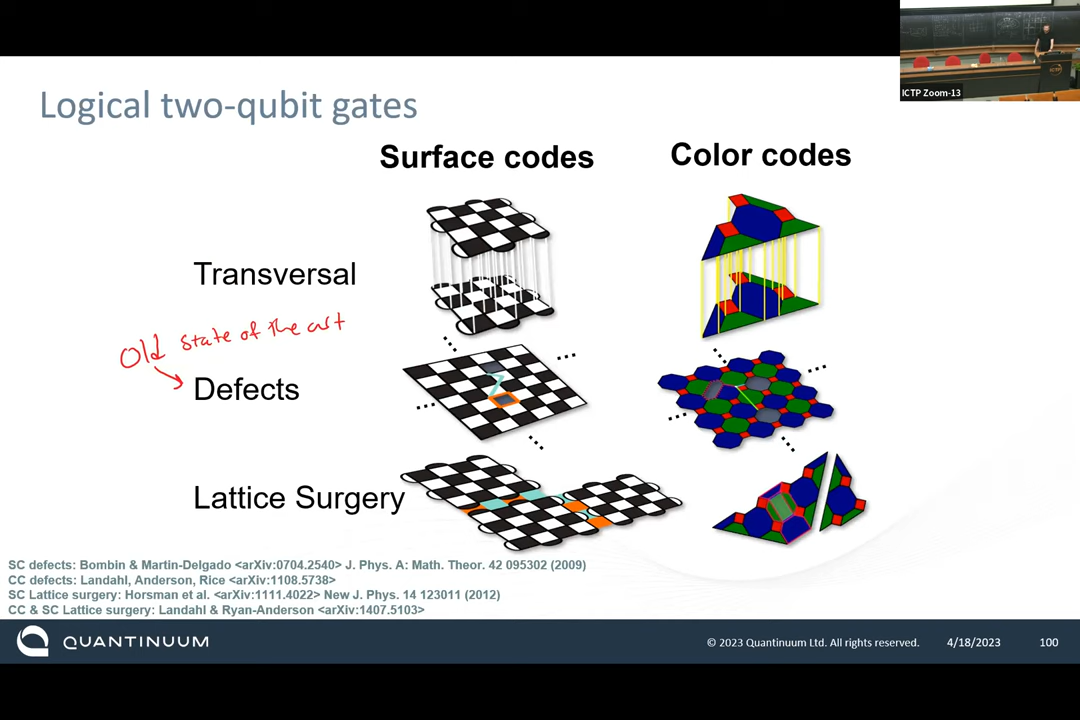 ICTP Zoom-13
Logical two-qubit gates
Surface codes
Color codes
Transversal
Old state of the art
Defects
Lattice Surgery
SC defects: Bombin & Martin-Delgado <arXiv:0704.2540> J. Phys. A: Math. Theor. 42 095302 (2009)
CC defects: Landahl, Anderson, Rice <arXiv:1108.5738>
SC Lattice surgery: Horsman et al. <arXiv:1111.4022> New J. Phys. 14 123011 (2012)
CC & SC Lattice surgery: Landahl & Ryan-Anderson <arXiv:1407.5103>
QUANTINUUM
© 2023 Quantinuum Ltd. All rights reserved.
4/18/2023
100